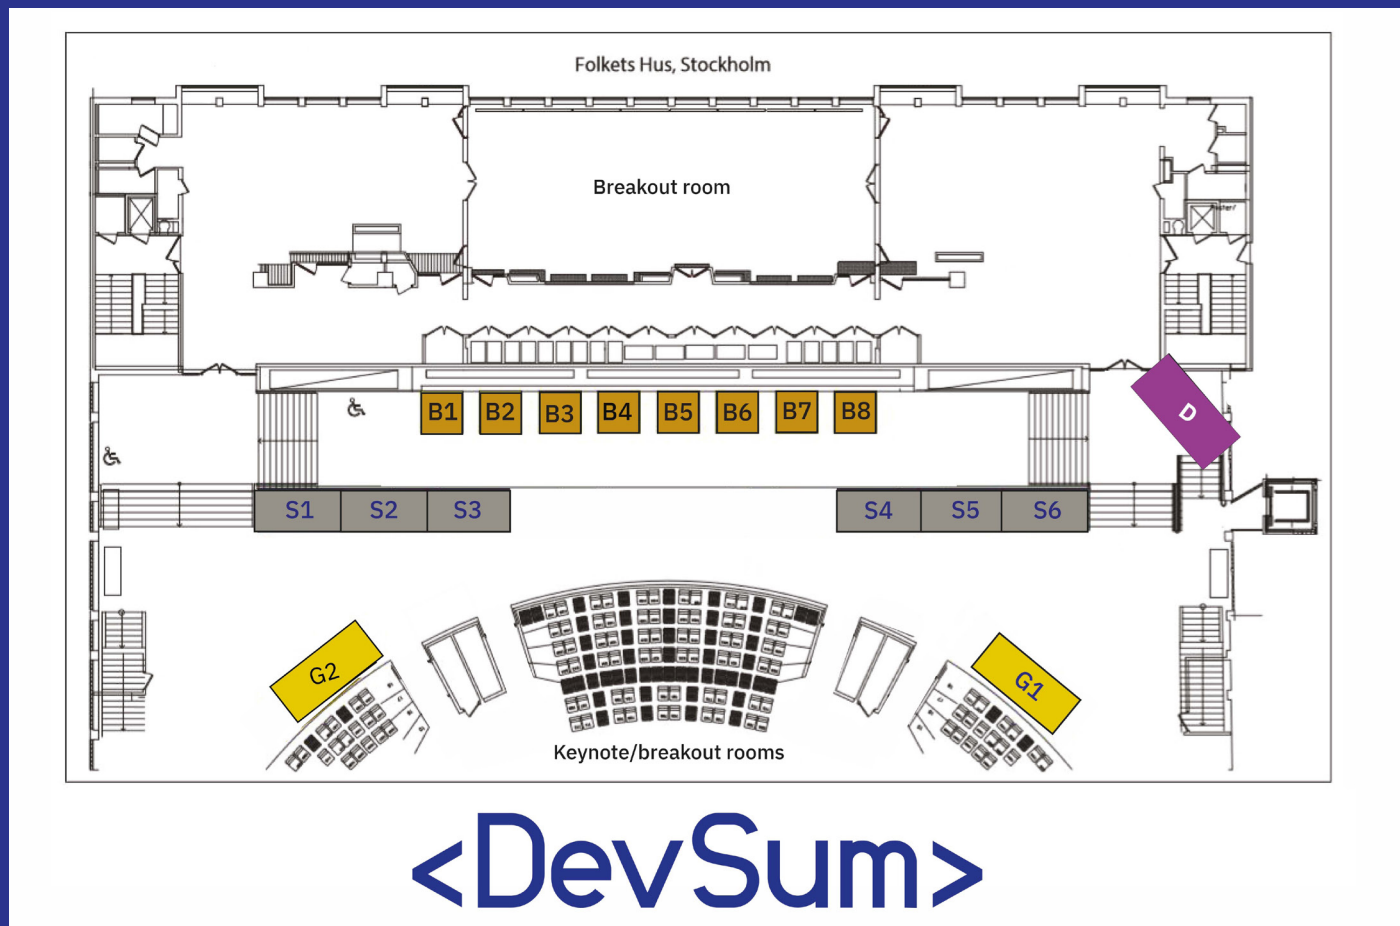 Folkets Hus, Stockholm
Breakout room
B1 B2 B3 B4 B5 B6 B7 B8
D
S1 S2 S3 S4 S5 S6
G2 G1
Keynote/breakout rooms
<DevSum>